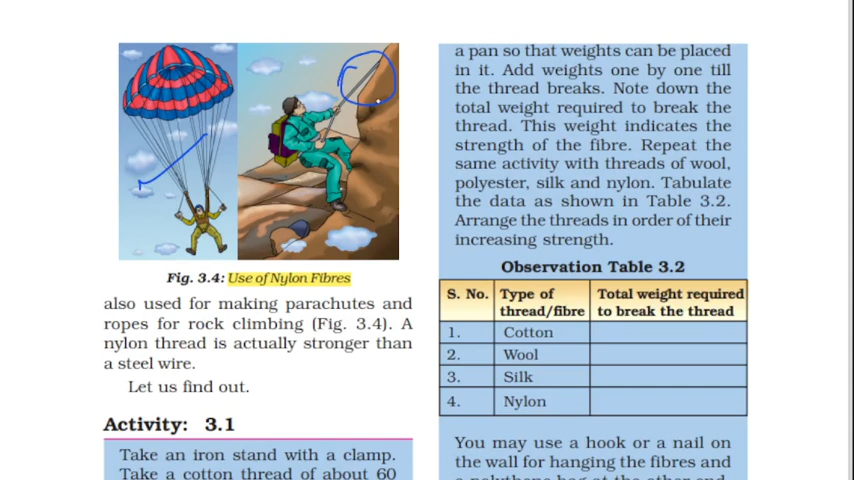 Fig. 3.4: Use of Nylon Fibres
also used for making parachutes and
ropes for rock climbing (Fig. 3.4). A
nylon thread is actually stronger than
a steel wire.
Let us find out.
Activity: 3.1
Take an iron stand with a clamp.
Take a cotton thread of about 60
a pan so that weights can be placed
in it. Add weights one by one till
the thread breaks. Note down the
total weight required to break the
thread. This weight indicates the
strength of the fibre. Repeat the
same activity with threads of wool,
polyester, silk and nylon. Tabulate
the data as shown in Table 3.2.
Arrange the threads in order of their
increasing strength.
Observation Table 3.2
S. No. Type of thread/fibre Total weight required to break the thread
1. Cotton
2. Wool
3. Silk
4. Nylon
You may use a hook or a nail on
the wall for hanging the fibres and
a polythene bag at the other end.